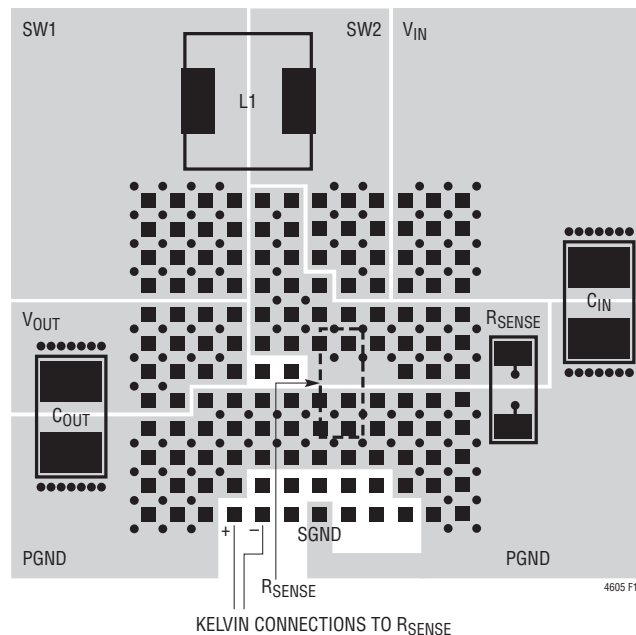 SW1
SW2
VIN
L1
VOUT
RSENSE
CIN
COUT
+
–
SGND
PGND
PGND
RSENSE
4605 F1
KELVIN CONNECTIONS TO RSENSE